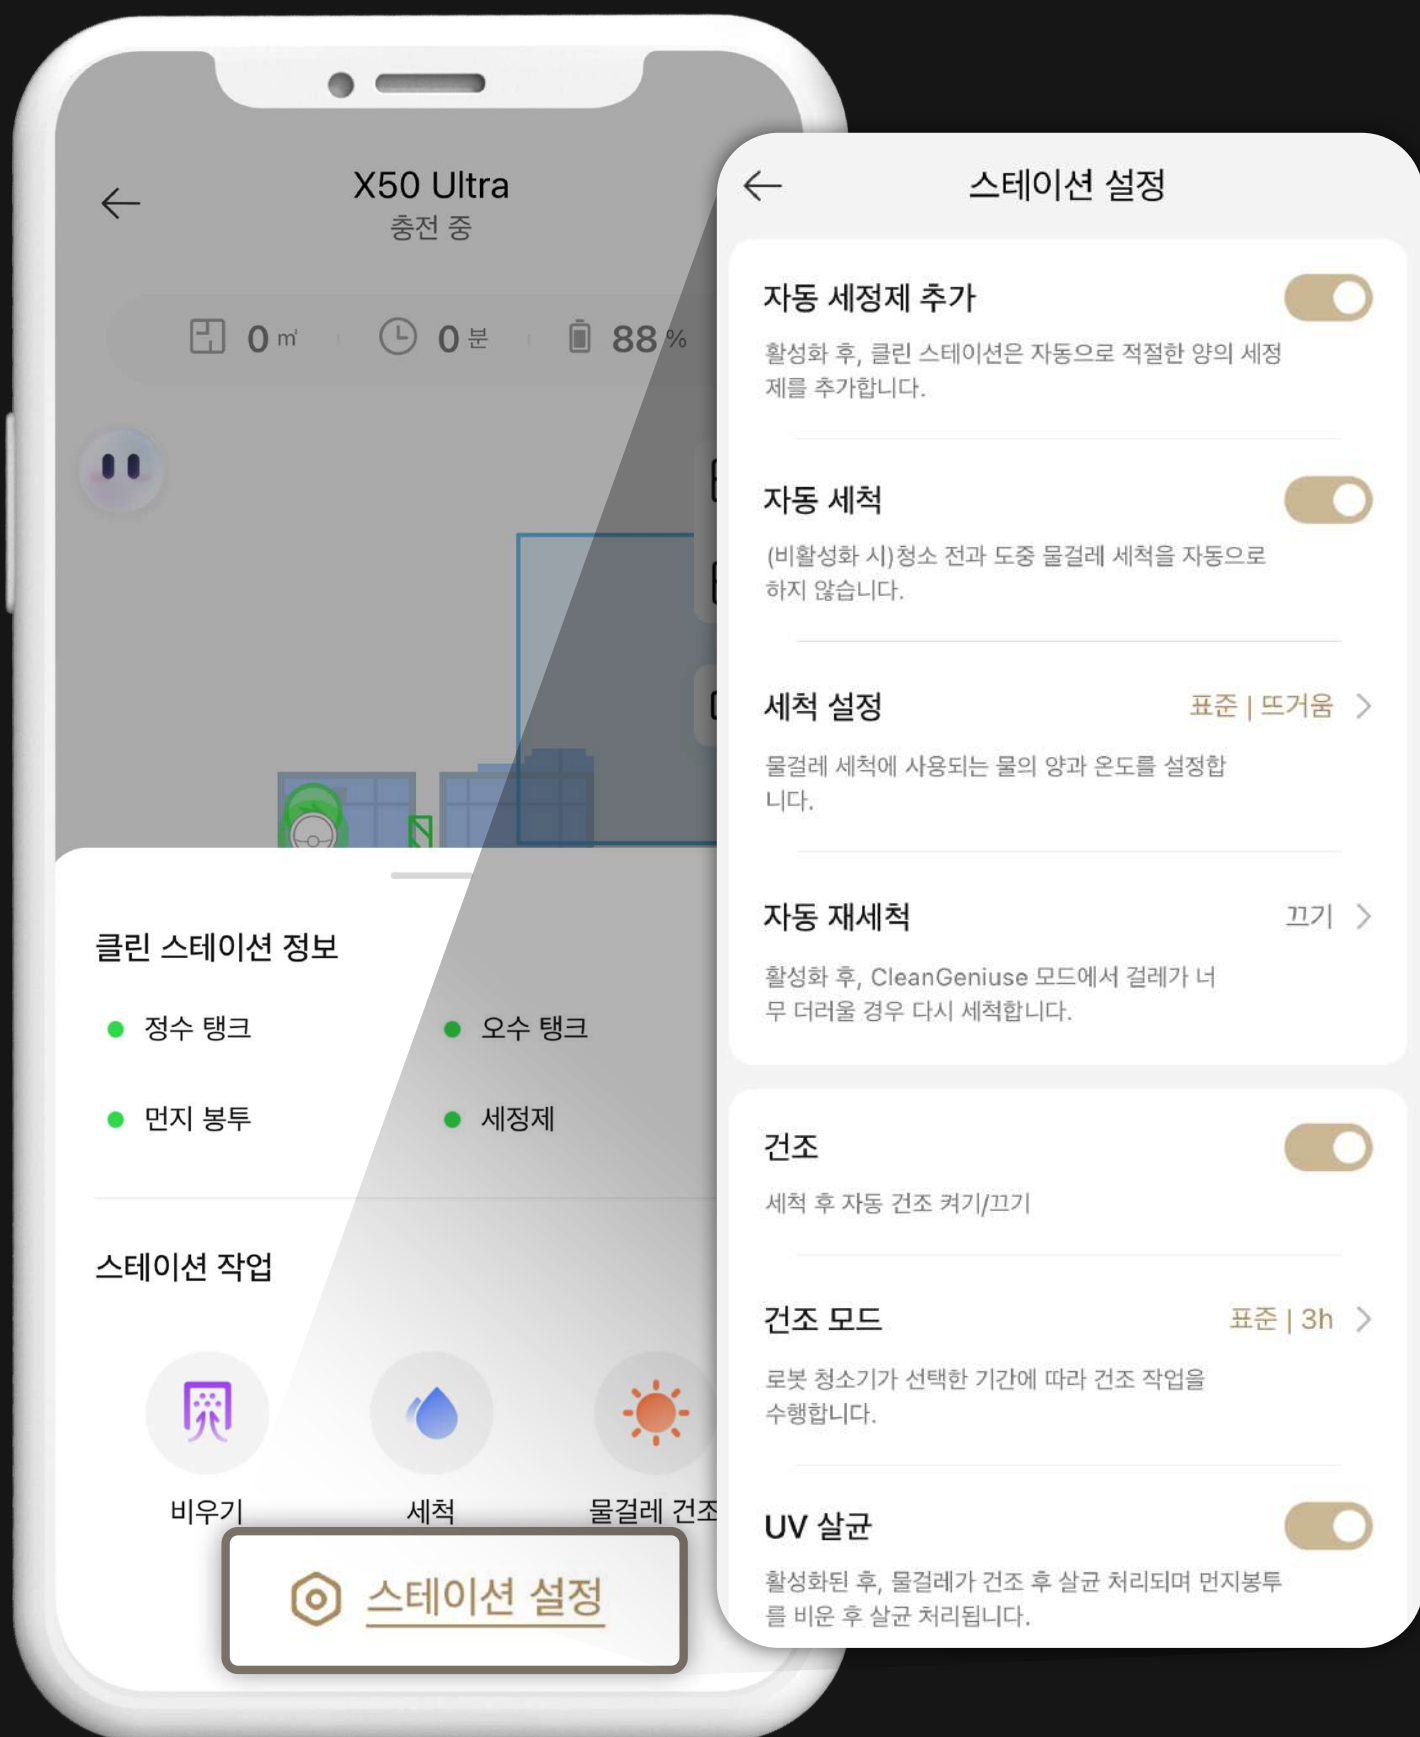 X50 Ultra
충전 중
0 ㎡
0 분
88 %
클린 스테이션 정보
정수 탱크
오수 탱크
먼지 봉투
세정제
스테이션 작업
비우기
세척
물걸레 건조
스테이션 설정
스테이션 설정
자동 세정제 추가
활성화 후, 클린 스테이션은 자동으로 적절한 양의 세정
제를 추가합니다.
자동 세척
(비활성화 시)청소 전과 도중 물걸레 세척을 자동으로
하지 않습니다.
세척 설정
표준 | 뜨거움
물걸레 세척에 사용되는 물의 양과 온도를 설정합
니다.
자동 재세척
끄기
활성화 후, CleanGeniuse 모드에서 걸레가 너
무 더러울 경우 다시 세척합니다.
건조
세척 후 자동 건조 켜기/끄기
건조 모드
표준 | 3h
로봇 청소기가 선택한 기간에 따라 건조 작업을
수행합니다.
UV 살균
활성화된 후, 물걸레가 건조 후 살균 처리되며 먼지봉투
를 비운 후 살균 처리됩니다.